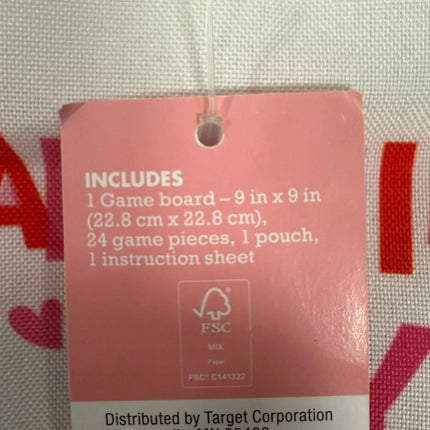 INCLUDES
1 Game board – 9 in x 9 in
(22.8 cm x 22.8 cm),
24 game pieces, 1 pouch,
1 instruction sheet
FSC
MIX
Paper
FSC® C141322
Distributed by Target Corporation